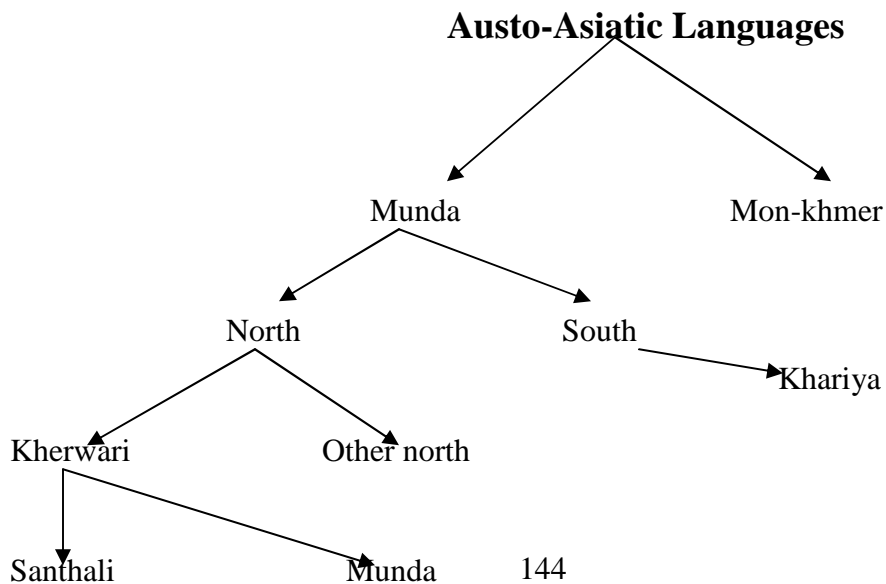 Austo-Asiatic Languages
Munda Mon-khmer
North South
Khariya
Kherwari Other north
Santhali Munda 144